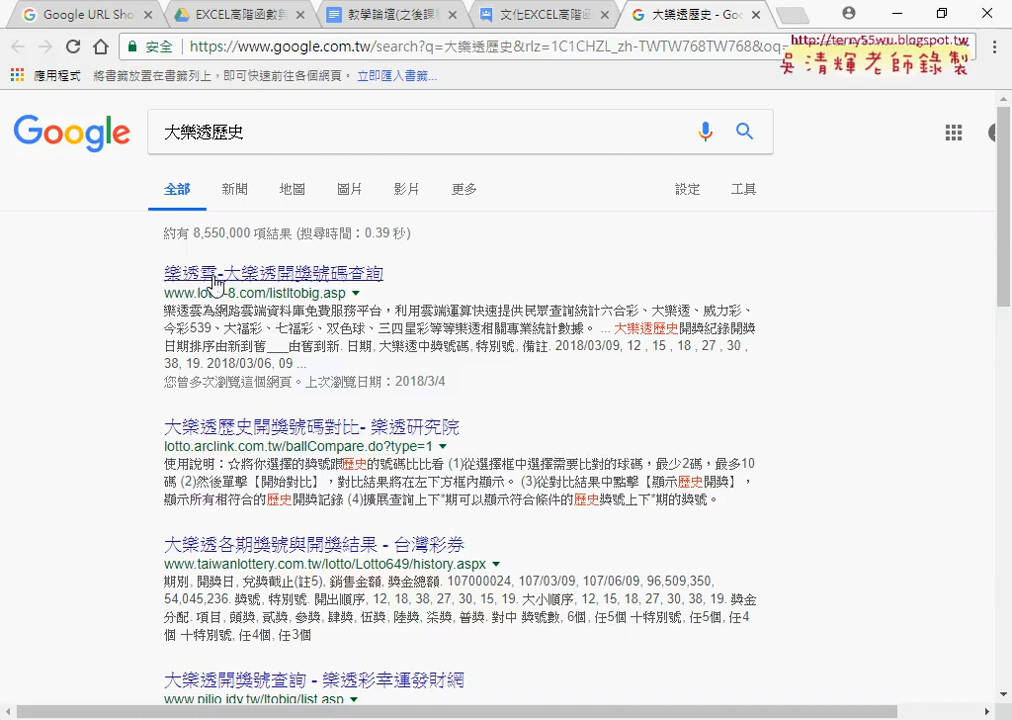 Google URL Sho
EXCEL高階函數與
教學論壇(之後課
文化EXCEL高階函
大樂透歷史 - Goo
安全
https://www.google.com.tw/search?q=大樂透歷史&rlz=1C1CHZL_zh-TWTW768TW768&oq=
http://terry55wu.blogspot.tw
吳清輝老師錄製
應用程式
將書籤放置在書籤列上，即可快速前往各個網頁。
立即匯入書籤...
Google
大樂透歷史
全部
新聞
地圖
圖片
影片
更多
設定
工具
約有 8,550,000 項結果 (搜尋時間：0.39 秒)
樂透雲-大樂透開獎號碼查詢
www.lotto-8.com/listltobig.asp
樂透雲為網路雲端資料庫免費服務平台，利用雲端運算快速提供民眾查詢統計六合彩、大樂透、威力彩、
今彩539、大福彩、七福彩、双色球、三四星彩等等樂透相關專業統計數據。 ... 大樂透歷史開獎紀錄開獎
日期排序由新到舊___由舊到新. 日期, 大樂透中獎號碼, 特別號, 備註. 2018/03/09, 12 , 15 , 18 , 27 , 30 ,
38, 19. 2018/03/06, 09 ...
您曾多次瀏覽這個網頁。上次瀏覽日期：2018/3/4
大樂透歷史開獎號碼對比- 樂透研究院
lotto.arclink.com.tw/ballCompare.do?type=1
使用說明：☆將你選擇的獎號跟歷史的號碼比比看 (1)從選擇框中選擇需要比對的球碼，最少2碼，最多10
碼 (2)然後單擊【開始對比】，對比結果將在左下方框內顯示。 (3)從對比結果中點擊【顯示歷史開獎】，
顯示所有相符合的歷史開獎記錄 (4)擴展查詢上下*期可以顯示符合條件的歷史獎號上下*期的獎號。
大樂透各期獎號與開獎結果 - 台灣彩券
www.taiwanlottery.com.tw/lotto/Lotto649/history.aspx
期別, 開獎日, 兌獎截止(註5), 銷售金額, 獎金總額. 107000024, 107/03/09, 107/06/09, 96,509,350,
54,045,236. 獎號, 特別號. 開出順序, 12, 18, 38, 27, 30, 15, 19. 大小順序, 12, 15, 18, 27, 30, 38, 19. 獎金
分配. 項目, 頭獎, 貳獎, 參獎, 肆獎, 伍獎, 陸獎, 柒獎, 普獎. 對中 獎號數, 6個, 任5個 十特別號, 任5個, 任4
個 十特別號, 任4個, 任3個
大樂透開獎號查詢 - 樂透彩幸運發財網
www.pilio.idv.tw/ltobig/list.asp